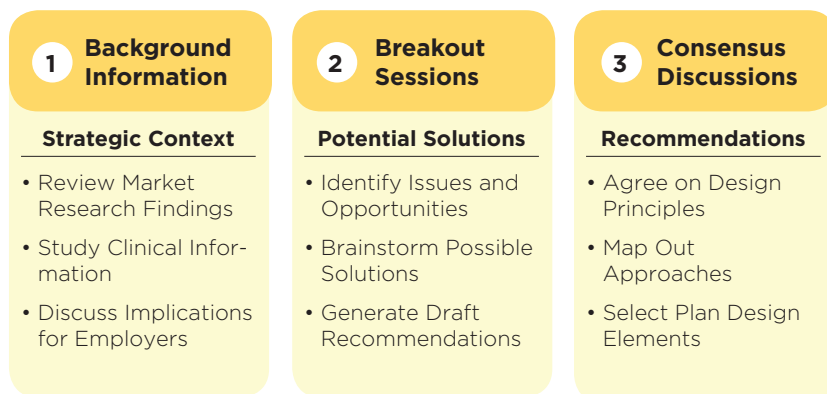 1
Background
Information
Strategic Context
• Review Market
Research Findings
• Study Clinical Infor-
mation
• Discuss Implications
for Employers
2
Breakout
Sessions
Potential Solutions
• Identify Issues and
Opportunities
• Brainstorm Possible
Solutions
• Generate Draft
Recommendations
3
Consensus
Discussions
Recommendations
• Agree on Design
Principles
• Map Out
Approaches
• Select Plan Design
Elements